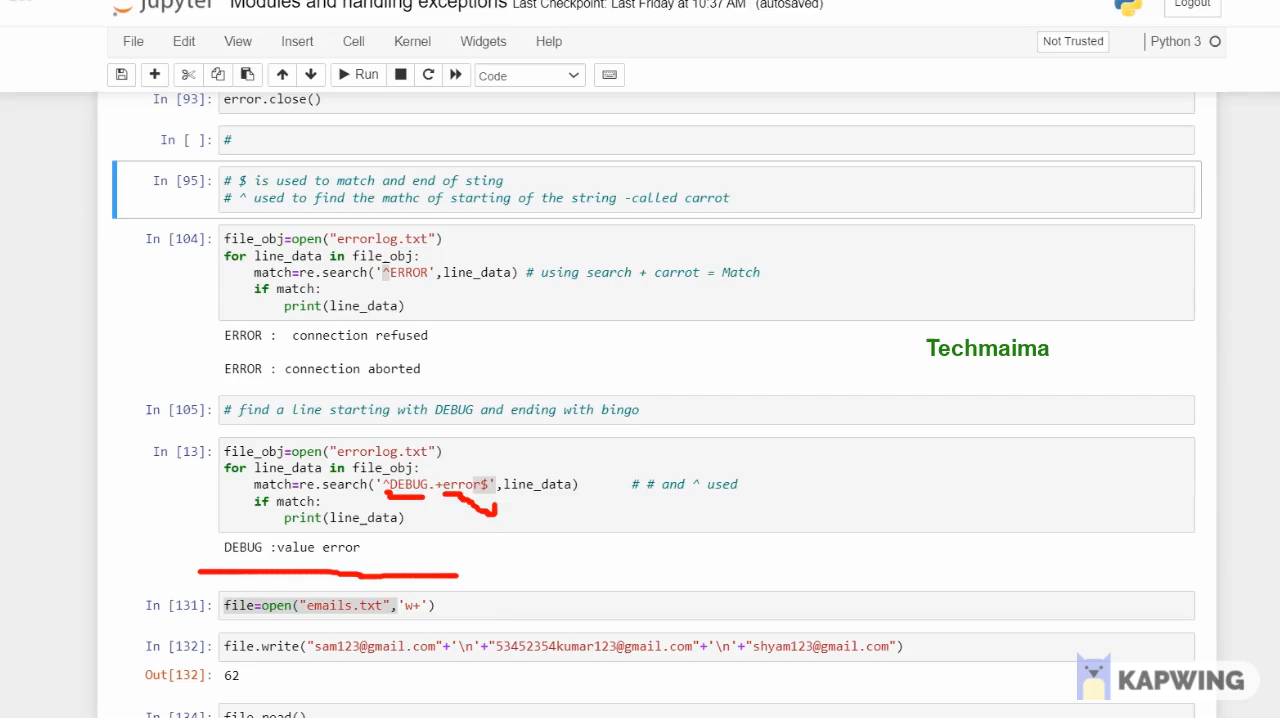 jupyter Modules and handling exceptions Last Checkpoint: Last Friday at 10:37 AM (autosaved)
Logout
File Edit View Insert Cell Kernel Widgets Help
Not Trusted
Python 3
Run
Code
In [93]: error.close()
In [ ]: #
In [95]: # $ is used to match and end of sting
# ^ used to find the mathc of starting of the string -called carrot
In [104]: file_obj=open("errorlog.txt")
for line_data in file_obj:
    match=re.search('^ERROR',line_data) # using search + carrot = Match
    if match:
        print(line_data)
ERROR :  connection refused
ERROR : connection aborted
Techmaima
In [105]: # find a line starting with DEBUG and ending with bingo
In [13]: file_obj=open("errorlog.txt")
for line_data in file_obj:
    match=re.search('^DEBUG.+error$',line_data)       # # and ^ used
    if match:
        print(line_data)
DEBUG :value error
In [131]: file=open("emails.txt",'w+')
In [132]: file.write("sam123@gmail.com"+'\n'+"53452354kumar123@gmail.com"+'\n'+"shyam123@gmail.com")
Out[132]: 62
KAPWING
In [134]: file.read()